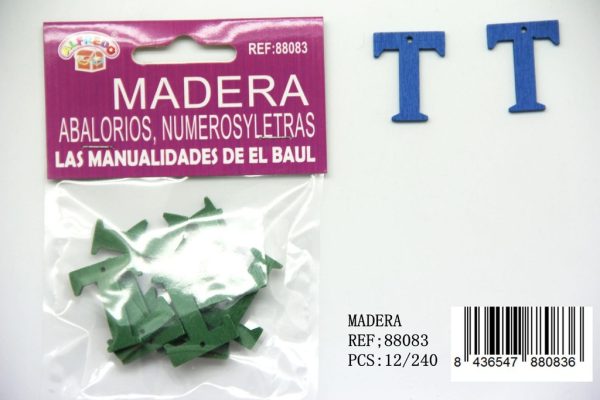 ALFREDO
REF:88083
MADERA
ABALORIOS, NUMEROSYLETRAS
LAS MANUALIDADES DE EL BAUL
T T
MADERA
REF;88083
PCS:12/240
8 436547 880836